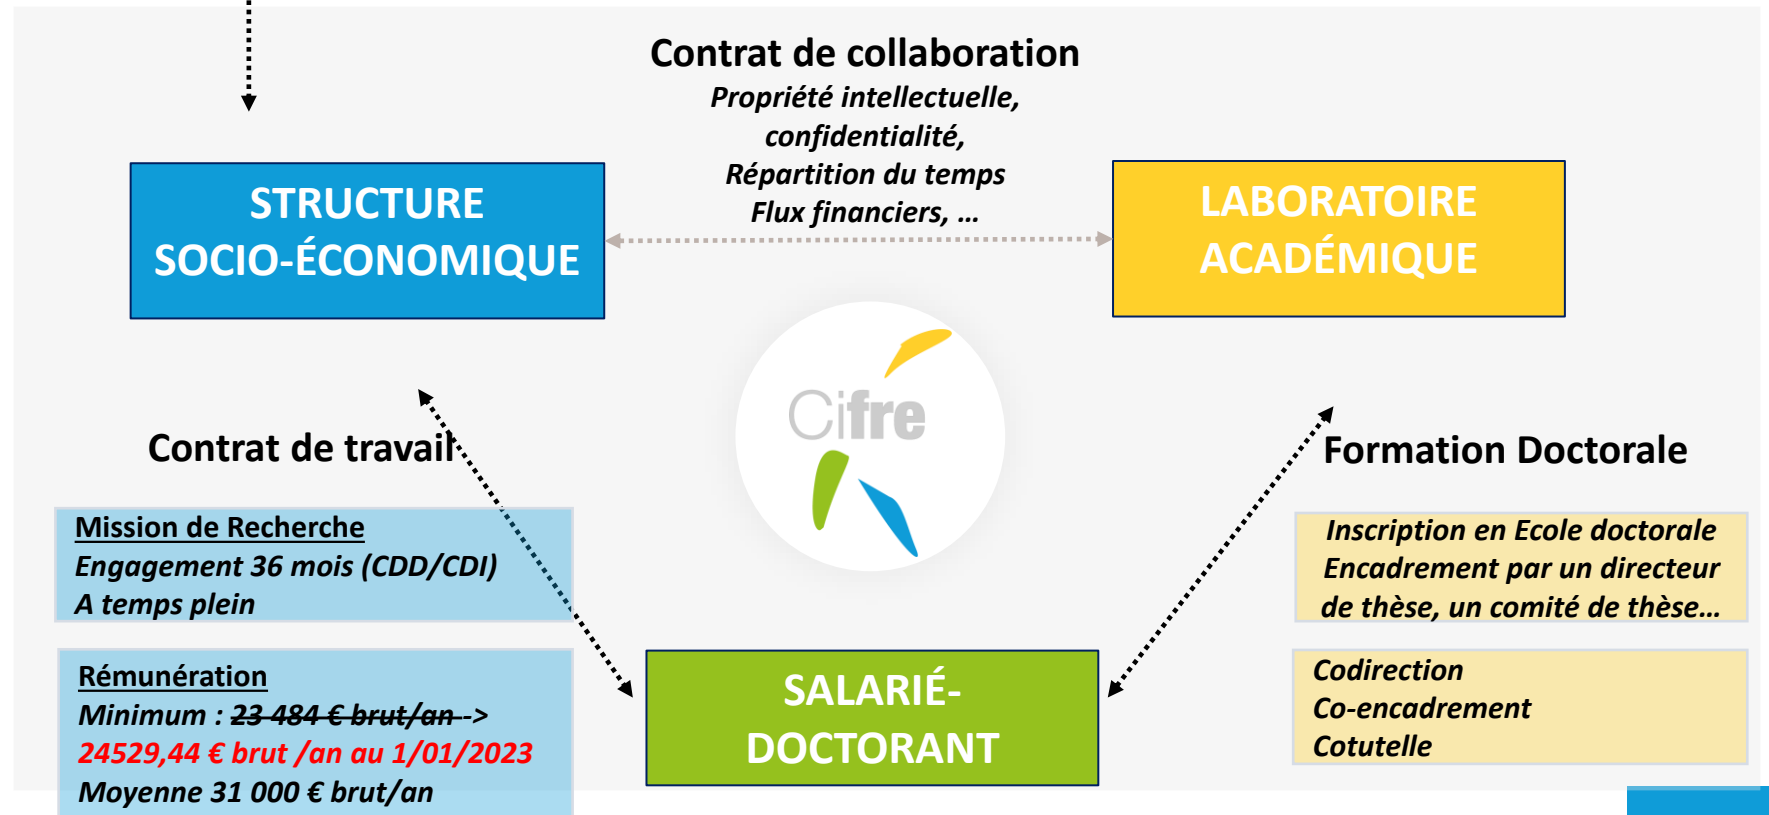 Contrat de collaboration
Propriété intellectuelle,
confidentialité,
Répartition du temps
Flux financiers, ...
STRUCTURE
SOCIO-ÉCONOMIQUE
LABORATOIRE
ACADÉMIQUE
Cifre
Contrat de travail
Mission de Recherche
Engagement 36 mois (CDD/CDI)
A temps plein
Rémunération
Minimum : 23 484 € brut/an ->
24529,44 € brut /an au 1/01/2023
Moyenne 31 000 € brut/an
SALARIÉ-
DOCTORANT
Formation Doctorale
Inscription en Ecole doctorale
Encadrement par un directeur
de thèse, un comité de thèse...
Codirection
Co-encadrement
Cotutelle